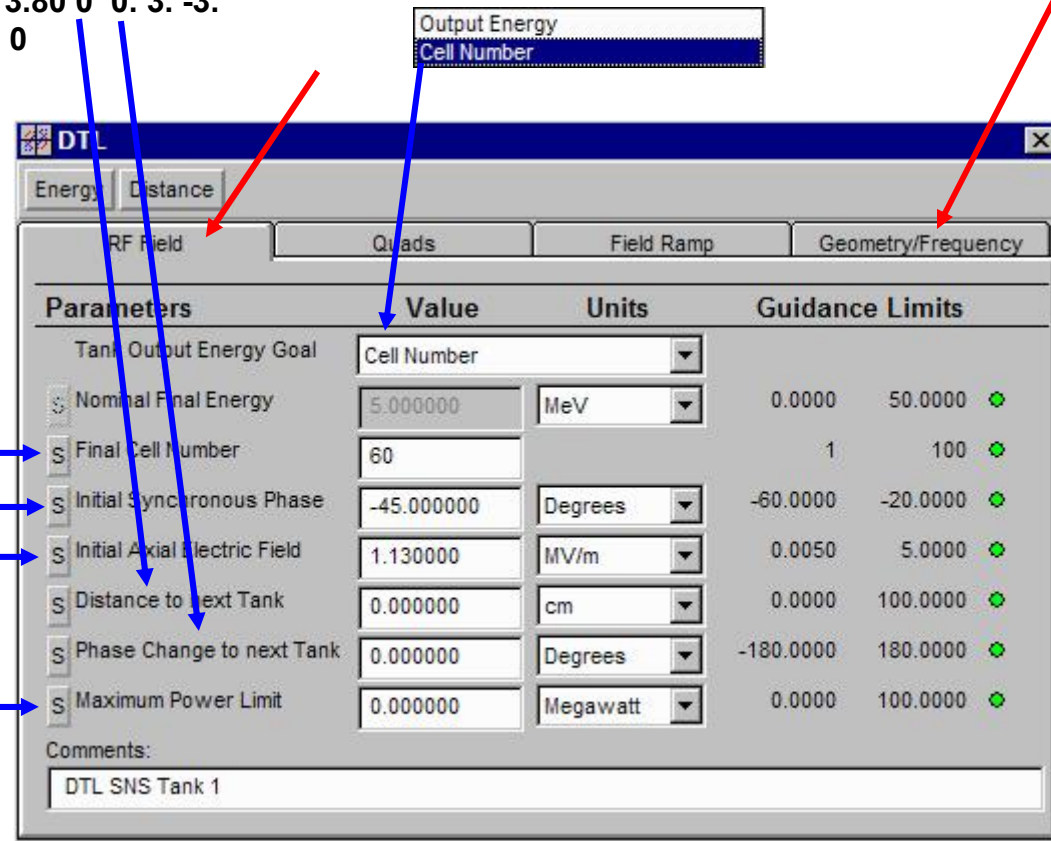 3.80 0 0. 3. -3.
0
Output Energy
Cell Number
DTL
Energy Distance
RF Field Quads Field Ramp Geometry/Frequency
Parameters Value Units Guidance Limits
Tank Output Energy Goal Cell Number
S Nominal Final Energy 5.000000 MeV 0.0000 50.0000
S Final Cell Number 60 1 100
S Initial Synchronous Phase -45.000000 Degrees -60.0000 -20.0000
S Initial Axial Electric Field 1.130000 MV/m 0.0050 5.0000
S Distance to next Tank 0.000000 cm 0.0000 100.0000
S Phase Change to next Tank 0.000000 Degrees -180.0000 180.0000
S Maximum Power Limit 0.000000 Megawatt 0.0000 100.0000
Comments:
DTL SNS Tank 1